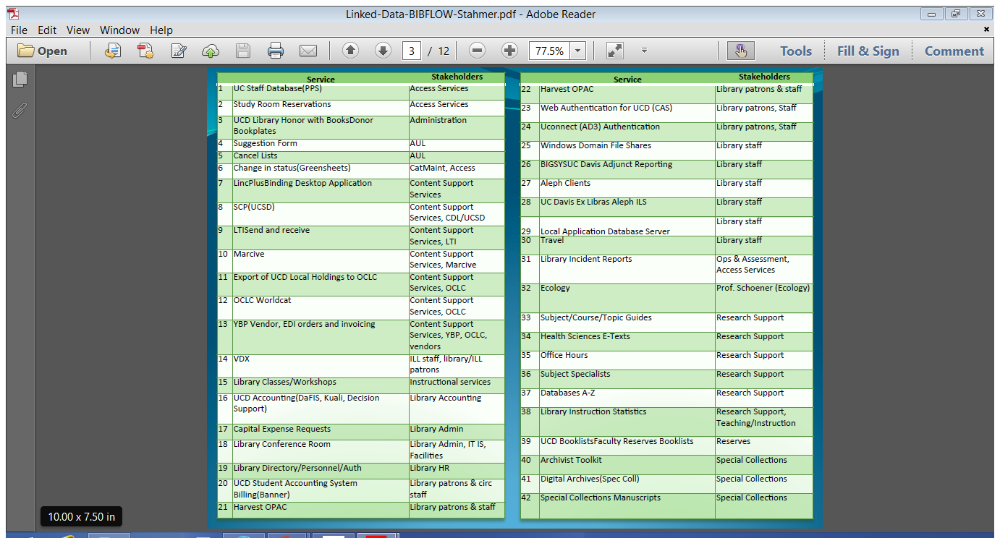 Linked-Data-BIBFLOW-Stahmer.pdf - Adobe Reader
File Edit View Window Help
Open 3 / 12 77.5% Tools Fill & Sign Comment
Service Stakeholders
1 UC Staff Database(PPS) Access Services
2 Study Room Reservations Access Services
3 UCD Library Honor with BooksDonor Administration
Bookplates
4 Suggestion Form AUL
5 Cancel Lists AUL
6 Change in status(Greensheets) CatMaint, Access
7 LincPlusBinding Desktop Application Content Support
Services
8 SCP(UCSD) Content Support
Services, CDL/UCSD
9 LTISend and receive Content Support
Services, LTI
10 Marcive Content Support
Services, Marcive
11 Export of UCD Local Holdings to OCLC Content Support
Services, OCLC
12 OCLC Worldcat Content Support
Services, OCLC
13 YBP Vendor, EDI orders and invoicing Content Support
Services, YBP, OCLC,
vendors
14 VDX ILL staff, library/ILL
patrons
15 Library Classes/Workshops Instructional services
16 UCD Accounting(DaFIS, Kuali, Decision Library Accounting
Support)
17 Capital Expense Requests Library Admin
18 Library Conference Room Library Admin, IT IS,
Facilities
19 Library Directory/Personnel/Auth Library HR
20 UCD Student Accounting System Library patrons & circ
Billing(Banner) staff
21 Harvest OPAC Library patrons & staff
Service Stakeholders
22 Harvest OPAC Library patrons & staff
23 Web Authentication for UCD (CAS) Library patrons, Staff
24 Uconnect (AD3) Authentication Library patrons, Staff
25 Windows Domain File Shares Library staff
26 BIGSYSUC Davis Adjunct Reporting Library staff
27 Aleph Clients Library staff
28 UC Davis Ex Libras Aleph ILS Library staff
Library staff
29 Local Application Database Server
30 Travel Library staff
31 Library Incident Reports Ops & Assessment,
Access Services
32 Ecology Prof. Schoener (Ecology)
33 Subject/Course/Topic Guides Research Support
34 Health Sciences E-Texts Research Support
35 Office Hours Research Support
36 Subject Specialists Research Support
37 Databases A-Z Research Support
38 Library Instruction Statistics Research Support,
Teaching/Instruction
39 UCD BooklistsFaculty Reserves Booklists Reserves
40 Archivist Toolkit Special Collections
41 Digital Archives(Spec Coll) Special Collections
42 Special Collections Manuscripts Special Collections
10.00 x 7.50 in